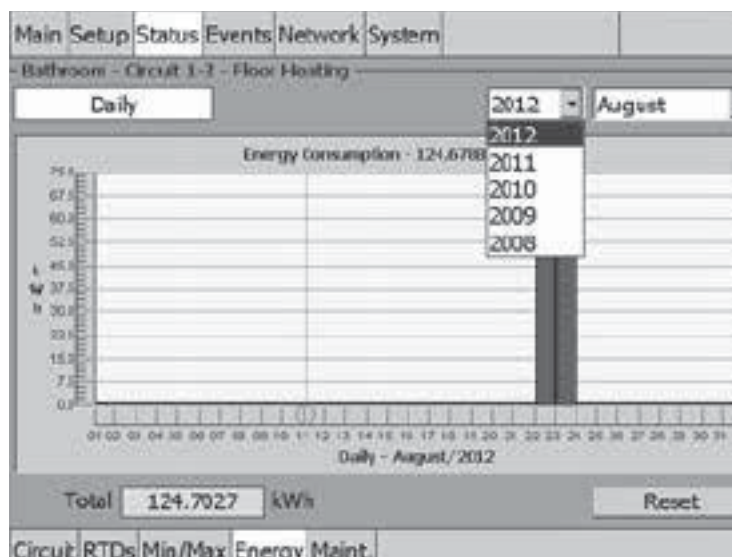 Main Setup Status Events Network System
Bathroom - Circuit 1-2 - Floor Heating
Daily 2012 August
2012
2011
2010
2009
2008
Energy Consumption - 124.6788
75.0
67.5
60.0
52.5
45.0
37.5
30.0
22.5
15.0
7.5
0.0
kWh
01 02 03 04 05 06 07 08 09 10 11 12 13 14 15 16 17 18 19 20 21 22 23 24 25 26 27 28 29 30 31
Daily - August/2012
Total 124.7027 kWh Reset
Circuit RTDs Min/Max Energy Maint.